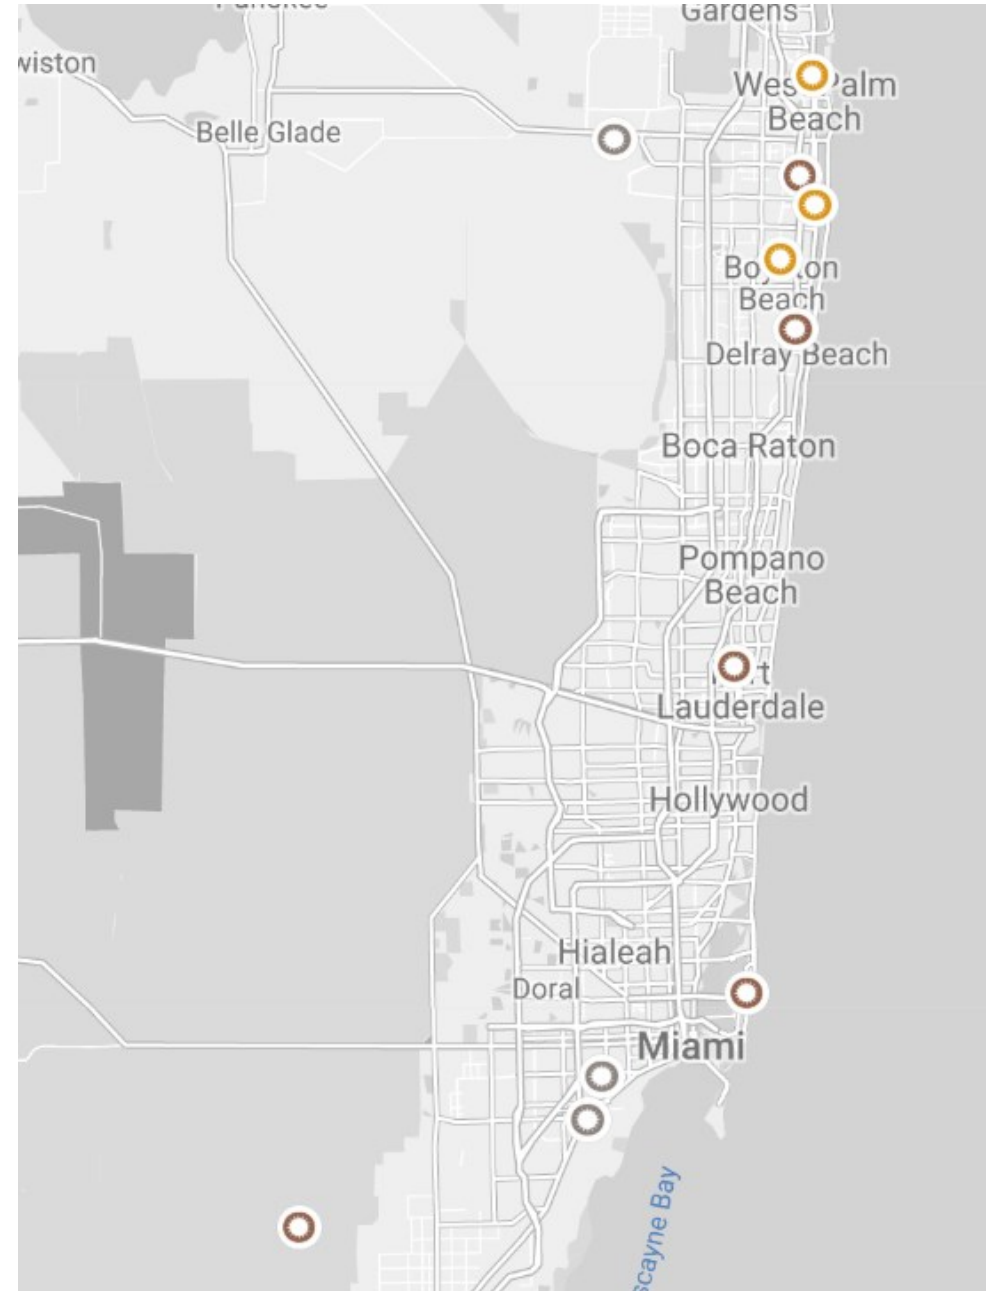 Gardens
wiston
West Palm
Beach
Belle Glade
Beach
Delray Beach
Boca Raton
Pompano
Beach
Lauderdale
Hollywood
Hialeah
Doral
Miami
scayne Bay